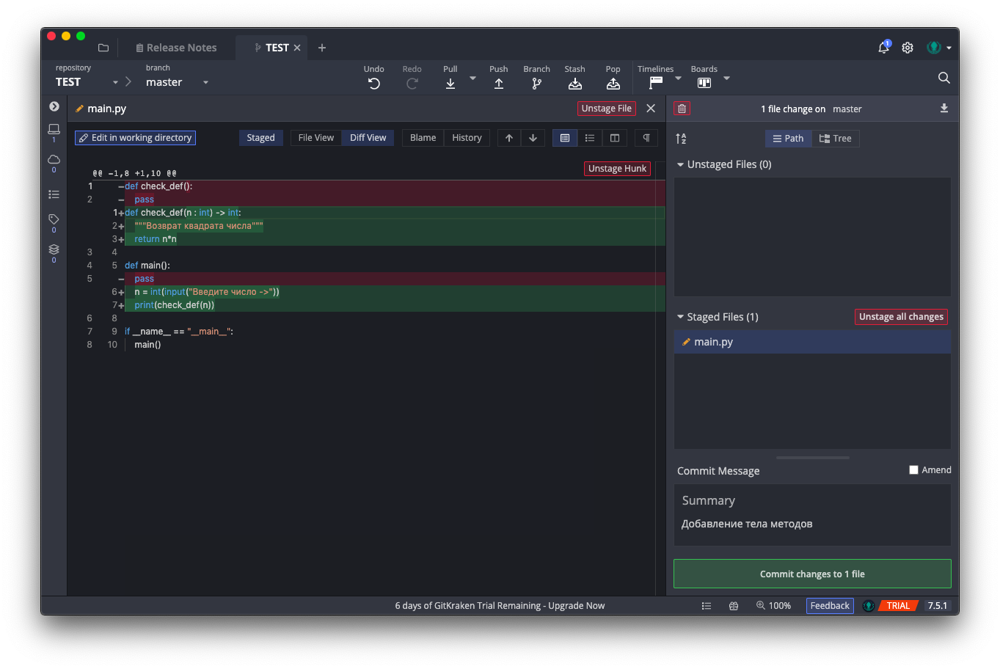 Release Notes
TEST
1
repository
TEST
branch
master
Undo
Redo
Pull
Push
Branch
Stash
Pop
Timelines
Boards
main.py
Unstage File
1 file change on master
1
0
0
0
Edit in working directory
Staged
File View
Diff View
Blame
History
Path
Tree
@@ -1,8 +1,10 @@
Unstage Hunk
1 −def check_def():
2 − pass
1+def check_def(n : int) -> int:
2+ """Возврат квадрата числа"""
3+ return n*n
3 4
4 5 def main():
5 − pass
6+ n = int(input("Введите число ->"))
7+ print(check_def(n))
6 8
7 9 if __name__ == "__main__":
8 10 main()
Unstaged Files (0)
Staged Files (1)
Unstage all changes
main.py
Commit Message
Amend
Summary
Добавление тела методов
Commit changes to 1 file
6 days of GitKraken Trial Remaining - Upgrade Now
100%
Feedback
TRIAL
7.5.1